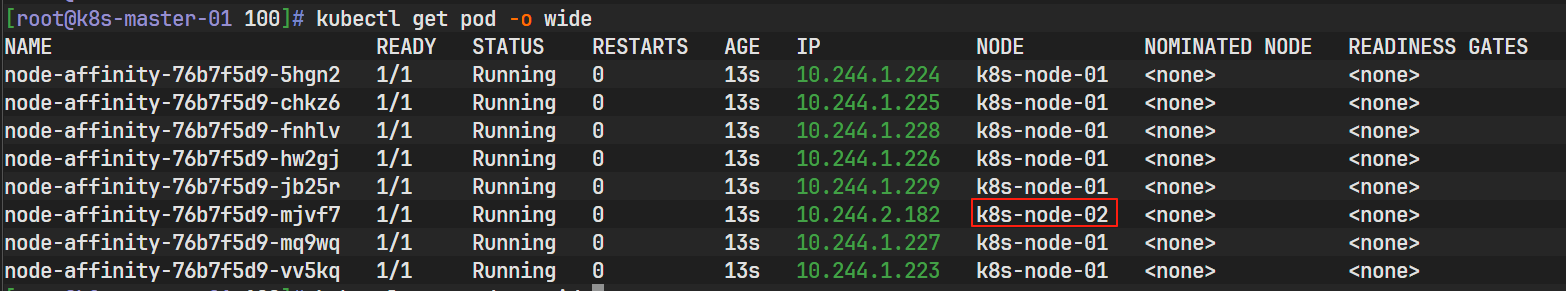 [root@k8s-master-01 100]# kubectl get pod -o wide
NAME READY STATUS RESTARTS AGE IP NODE NOMINATED NODE READINESS GATES
node-affinity-76b7f5d9-5hgn2 1/1 Running 0 13s 10.244.1.224 k8s-node-01 <none> <none>
node-affinity-76b7f5d9-chkz6 1/1 Running 0 13s 10.244.1.225 k8s-node-01 <none> <none>
node-affinity-76b7f5d9-fnhlv 1/1 Running 0 13s 10.244.1.228 k8s-node-01 <none> <none>
node-affinity-76b7f5d9-hw2gj 1/1 Running 0 13s 10.244.1.226 k8s-node-01 <none> <none>
node-affinity-76b7f5d9-jb25r 1/1 Running 0 13s 10.244.1.229 k8s-node-01 <none> <none>
node-affinity-76b7f5d9-mjvf7 1/1 Running 0 13s 10.244.2.182 k8s-node-02 <none> <none>
node-affinity-76b7f5d9-mq9wq 1/1 Running 0 13s 10.244.1.227 k8s-node-01 <none> <none>
node-affinity-76b7f5d9-vv5kq 1/1 Running 0 13s 10.244.1.223 k8s-node-01 <none> <none>